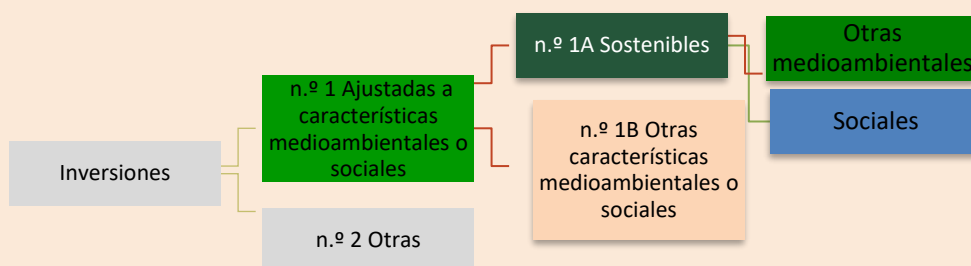 Inversiones
n.º 1 Ajustadas a
características
medioambientales o
sociales
n.º 2 Otras
n.º 1A Sostenibles
n.º 1B Otras
características
medioambientales o
sociales
Otras
medioambientales
Sociales